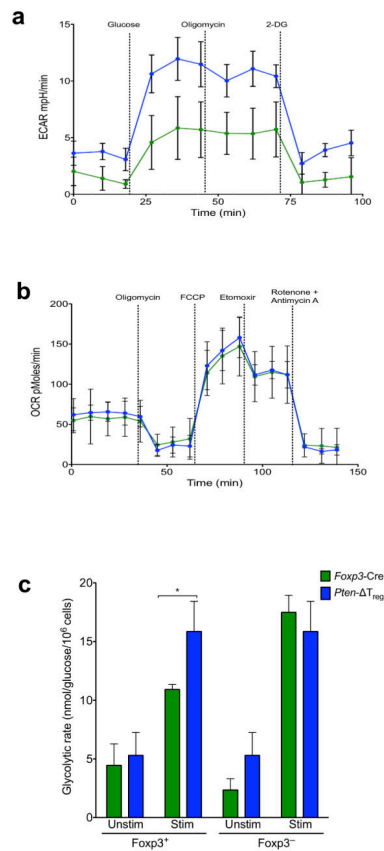 a
Glucose Oligomycin 2-DG
15
10
5
0
ECAR mpH/min
0 25 50 75 100
Time (min)
b
Oligomycin FCCP Etomoxir Rotenone +
Antimycin A
200
150
100
50
0
OCR pMoles/min
0 50 100 150
Time (min)
c
Foxp3-Cre
Pten-ΔTreg
20
15
10
5
0
Glycolytic rate (nmol/glucose/10⁶ cells)
*
Unstim Stim Unstim Stim
Foxp3⁺ Foxp3⁻